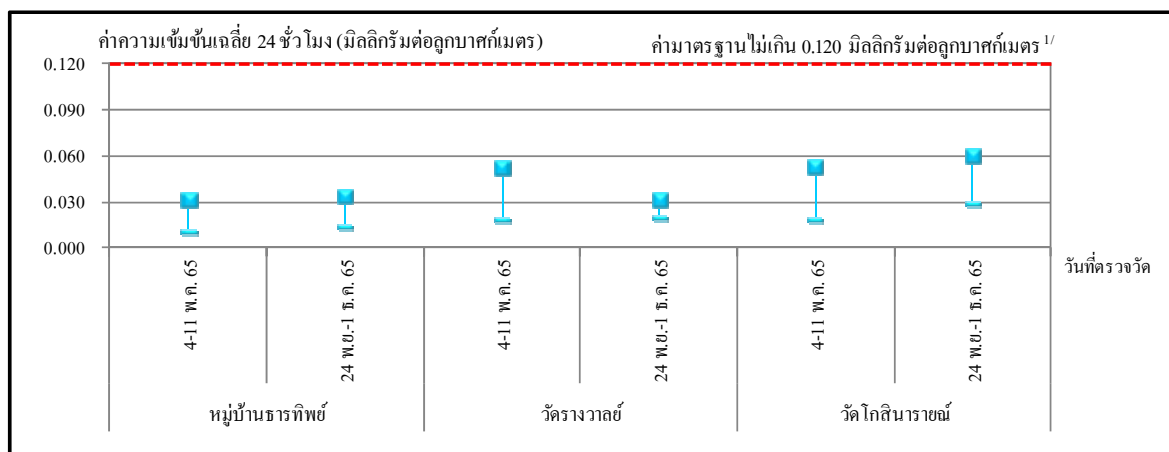 ค่าความเข้มข้นเฉลี่ย 24 ชั่วโมง (มิลลิกรัมต่อลูกบาศก์เมตร)
ค่ามาตรฐานไม่เกิน 0.120 มิลลิกรัมต่อลูกบาศก์เมตร 1/
0.120
0.090
0.060
0.030
0.000
4-11 พ.ค. 65
24 พ.ย.-1 ธ.ค. 65
4-11 พ.ค. 65
24 พ.ย.-1 ธ.ค. 65
4-11 พ.ค. 65
24 พ.ย.-1 ธ.ค. 65
วันที่ตรวจวัด
หมู่บ้านธารทิพย์
วัดรางวาลย์
วัดโกสินารายณ์